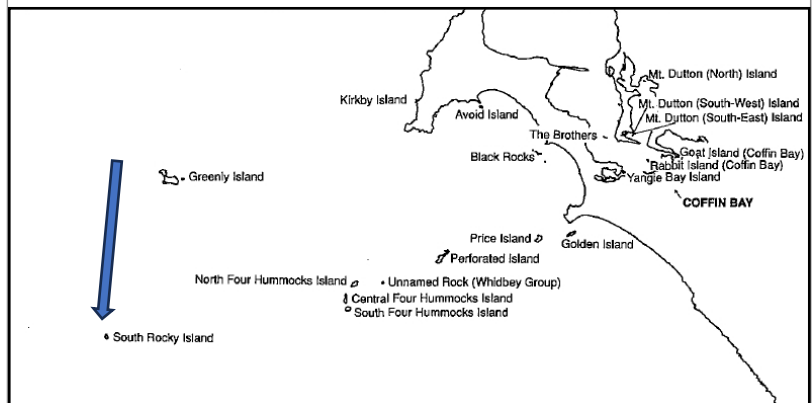 Mt. Dutton (North) Island
Kirkby Island
Mt. Dutton (South-West) Island
Avoid Island
Mt. Dutton (South-East) Island
The Brothers
Goat Island (Coffin Bay)
Black Rocks
Rabbit Island (Coffin Bay)
Greenly Island
Yangie Bay Island
COFFIN BAY
Price Island
Golden Island
Perforated Island
North Four Hummocks Island
Unnamed Rock (Whidbey Group)
Central Four Hummocks Island
South Four Hummocks Island
South Rocky Island